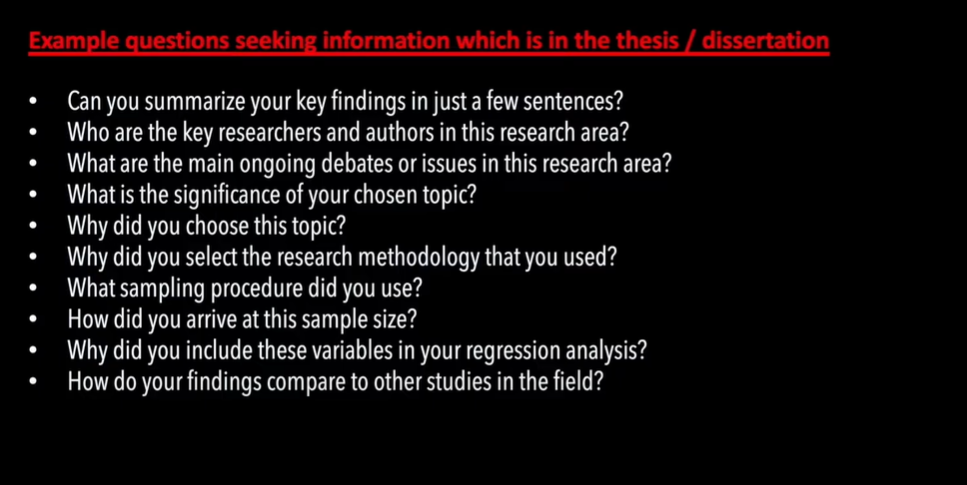 Example questions seeking information which is in the thesis / dissertation
• Can you summarize your key findings in just a few sentences?
• Who are the key researchers and authors in this research area?
• What are the main ongoing debates or issues in this research area?
• What is the significance of your chosen topic?
• Why did you choose this topic?
• Why did you select the research methodology that you used?
• What sampling procedure did you use?
• How did you arrive at this sample size?
• Why did you include these variables in your regression analysis?
• How do your findings compare to other studies in the field?